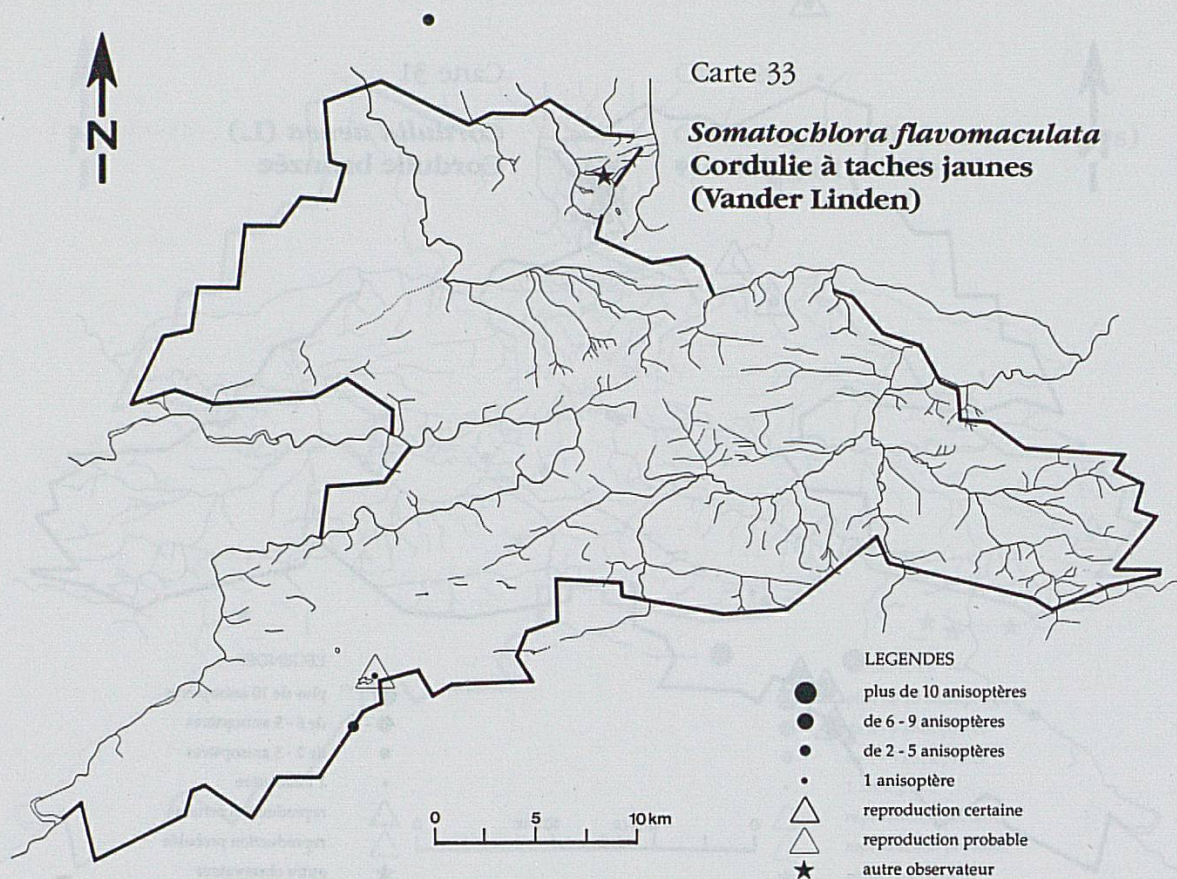 N
Carte 33
Somatochlora flavomaculata
Cordulie à taches jaunes
(Vander Linden)
LEGENDES
plus de 10 anisoptères
de 6 - 9 anisoptères
de 2 - 5 anisoptères
1 anisoptère
reproduction certaine
reproduction probable
autre observateur
0 5 10 km